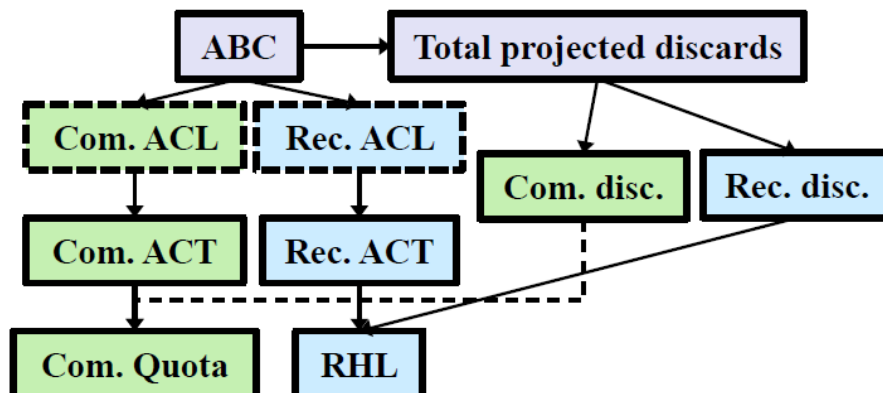 ABC
Total projected discards
Com. ACL
Rec. ACL
Com. disc.
Rec. disc.
Com. ACT
Rec. ACT
Com. Quota
RHL